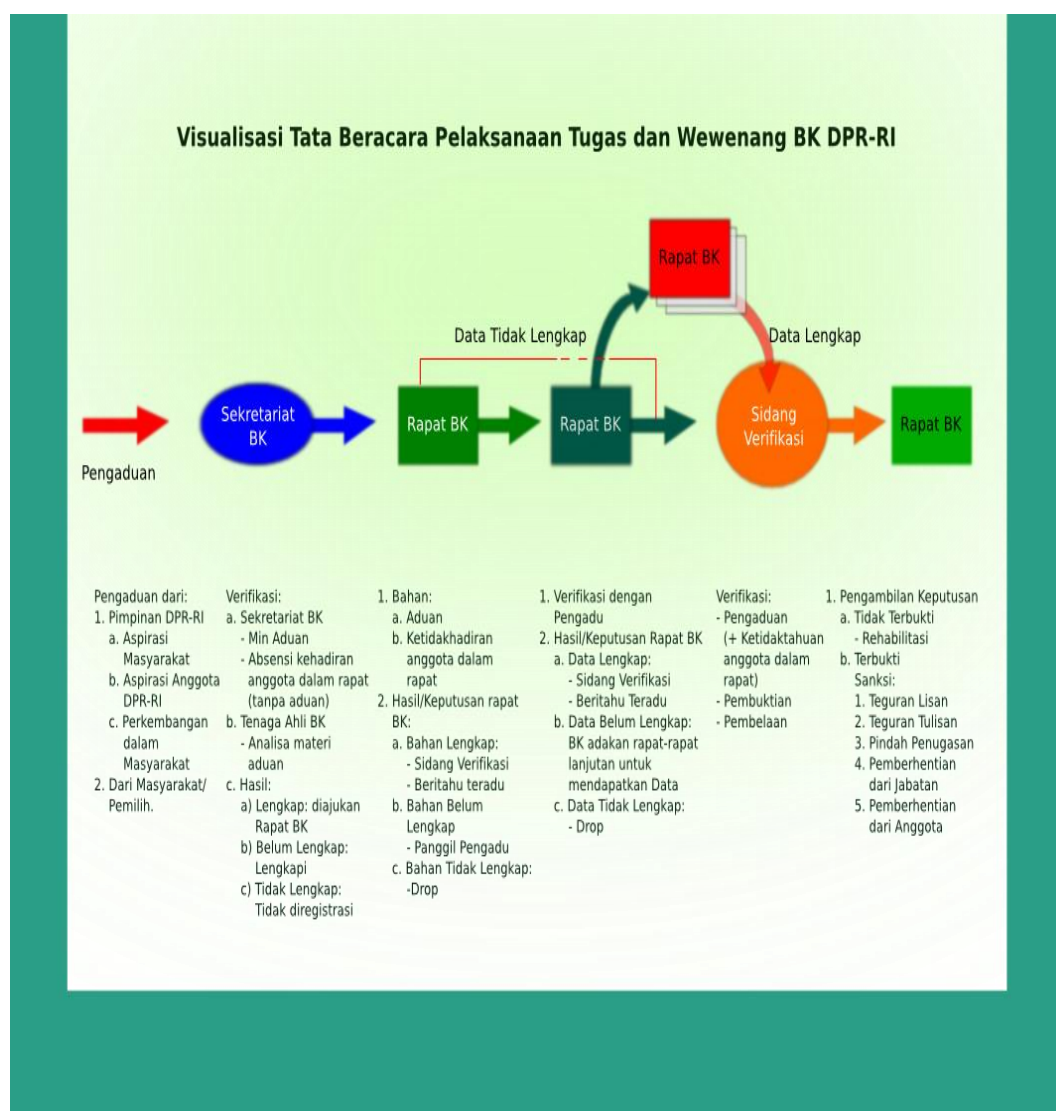 Visualisasi Tata Beracara Pelaksanaan Tugas dan Wewenang BK DPR-RI
Rapat BK
Data Tidak Lengkap
Data Lengkap
Pengaduan
Sekretariat
BK
Rapat BK
Rapat BK
Sidang
Verifikasi
Rapat BK
Pengaduan dari:
1. Pimpinan DPR-RI
a. Aspirasi
Masyarakat
b. Aspirasi Anggota
DPR-RI
c. Perkembangan
dalam
Masyarakat
2. Dari Masyarakat/
Pemilih.
Verifikasi:
a. Sekretariat BK
- Min Aduan
- Absensi kehadiran
anggota dalam rapat
(tanpa aduan)
b. Tenaga Ahli BK
- Analisa materi
aduan
c. Hasil:
a) Lengkap: diajukan
Rapat BK
b) Belum Lengkap:
Lengkapi
c) Tidak Lengkap:
Tidak diregistrasi
1. Bahan:
a. Aduan
b. Ketidakhadiran
anggota dalam
rapat
2. Hasil/Keputusan rapat
BK:
a. Bahan Lengkap:
- Sidang Verifikasi
- Beritahu teradu
b. Bahan Belum
Lengkap
- Panggil Pengadu
c. Bahan Tidak Lengkap:
-Drop
1. Verifikasi dengan
Pengadu
2. Hasil/Keputusan Rapat BK
a. Data Lengkap:
- Sidang Verifikasi
- Beritahu Teradu
b. Data Belum Lengkap:
BK adakan rapat-rapat
lanjutan untuk
mendapatkan Data
c. Data Tidak Lengkap:
- Drop
Verifikasi:
- Pengaduan
(+ Ketidaktahuan
anggota dalam
rapat)
- Pembuktian
- Pembelaan
1. Pengambilan Keputusan
a. Tidak Terbukti
- Rehabilitasi
b. Terbukti
Sanksi:
1. Teguran Lisan
2. Teguran Tulisan
3. Pindah Penugasan
4. Pemberhentian
dari Jabatan
5. Pemberhentian
dari Anggota